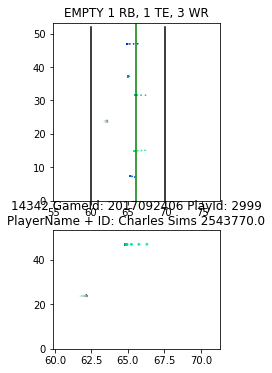 EMPTY 1 RB, 1 TE, 3 WR
50
40
30
20
10
0
55 60 65 70 75
14342 GameId: 2017092406 PlayId: 2999
PlayerName + ID: Charles Sims 2543770.0
40
20
0
60.0 62.5 65.0 67.5 70.0